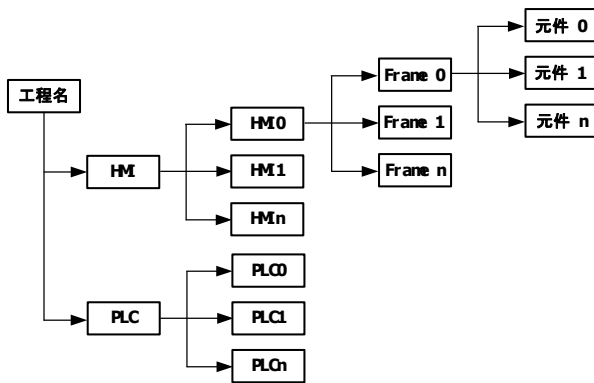 元件 0
Frame 0
元件 1
工程名
HMI0
Frame 1
元件 n
HMI
HMI1
Frame n
HMIn
PLC0
PLC
PLC1
PLCn